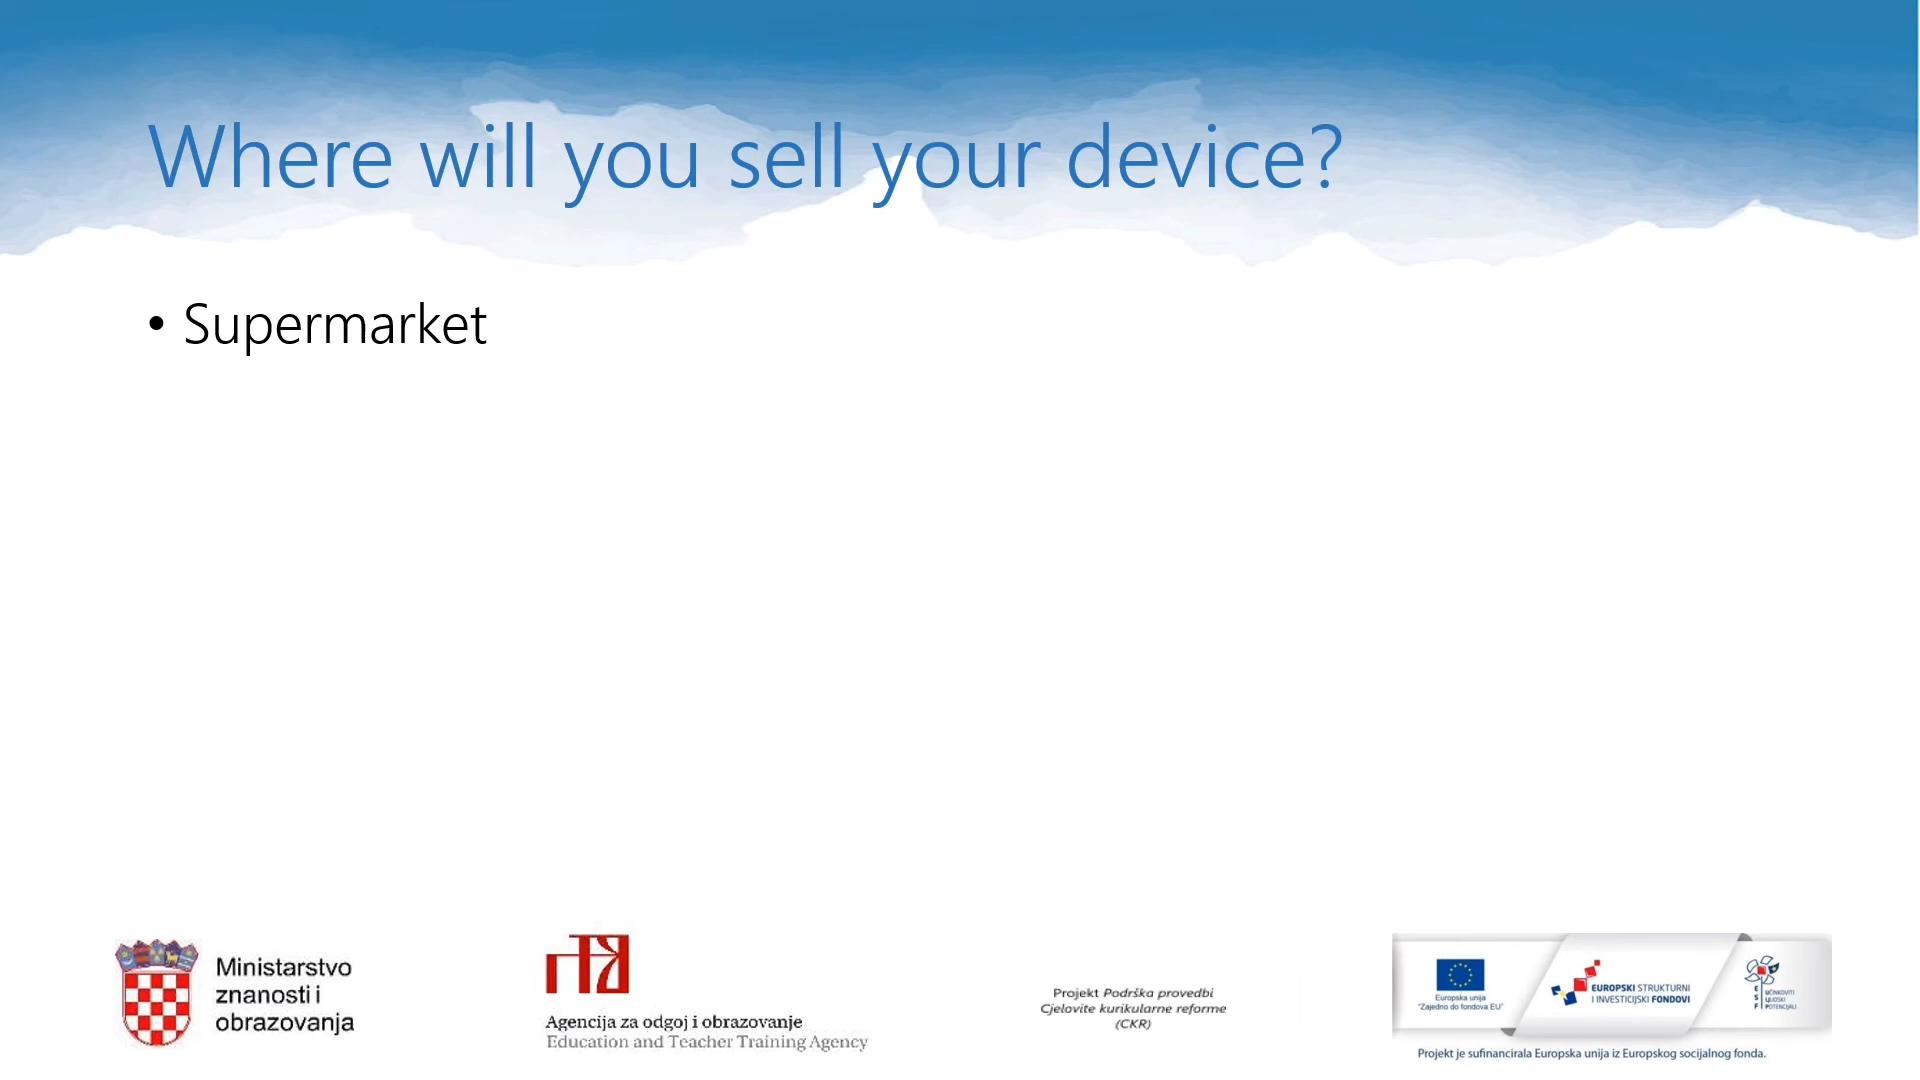 Where will you sell your device?
• Supermarket
Ministarstvo
znanosti i
obrazovanja
Agencija za odgoj i obrazovanje
Education and Teacher Training Agency
Projekt Podrška provedbi
Cjelovite kurikularne reforme
(CKR)
Europska unija
"Zajedno do fondova EU"
EUROPSKI STRUKTURNI
I INVESTICIJSKI FONDOVI
E
S
F
UČINKOVITI
LJUDSKI
POTENCIJALI
Projekt je sufinancirala Europska unija iz Europskog socijalnog fonda.